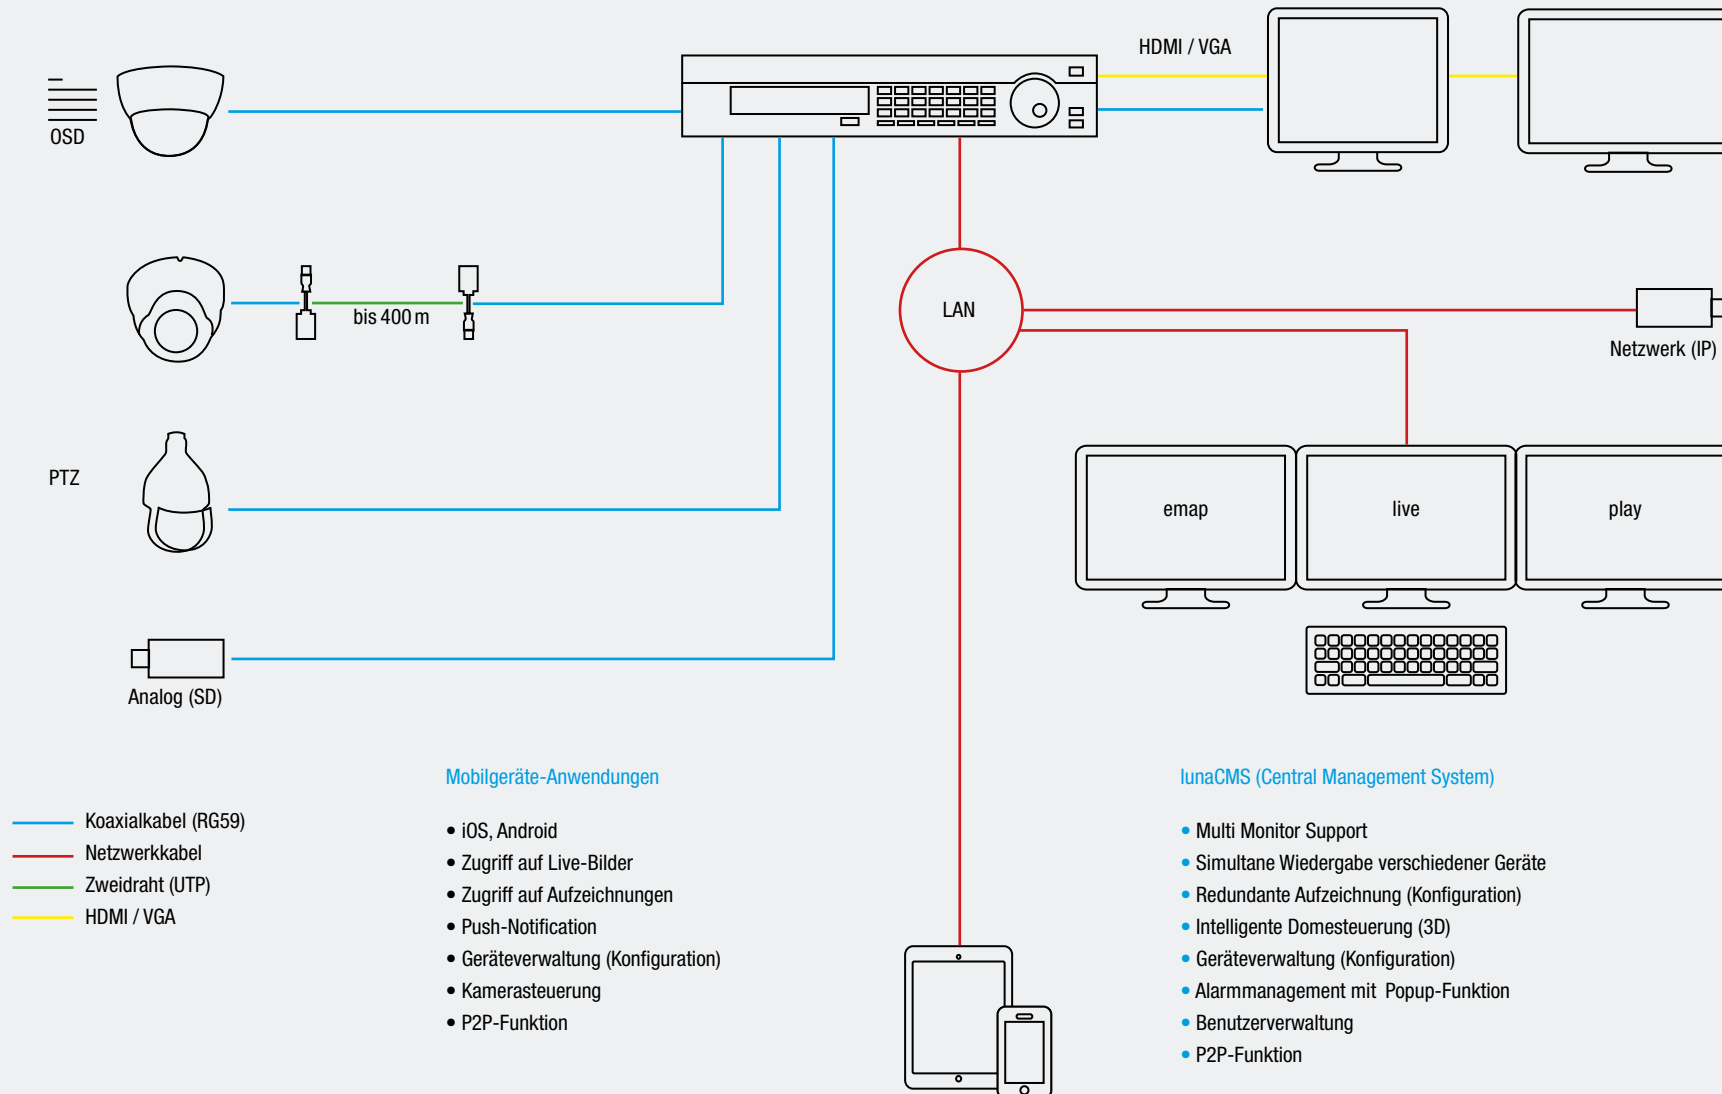 HDMI / VGA
OSD
bis 400 m
LAN
Netzwerk (IP)
PTZ
emap
live
play
Analog (SD)
Koaxialkabel (RG59)
Netzwerkkabel
Zweidraht (UTP)
HDMI / VGA
Mobilgeräte-Anwendungen
• iOS, Android
• Zugriff auf Live-Bilder
• Zugriff auf Aufzeichnungen
• Push-Notification
• Geräteverwaltung (Konfiguration)
• Kamerasteuerung
• P2P-Funktion
lunaCMS (Central Management System)
• Multi Monitor Support
• Simultane Wiedergabe verschiedener Geräte
• Redundante Aufzeichnung (Konfiguration)
• Intelligente Domesteuerung (3D)
• Geräteverwaltung (Konfiguration)
• Alarmmanagement mit Popup-Funktion
• Benutzerverwaltung
• P2P-Funktion